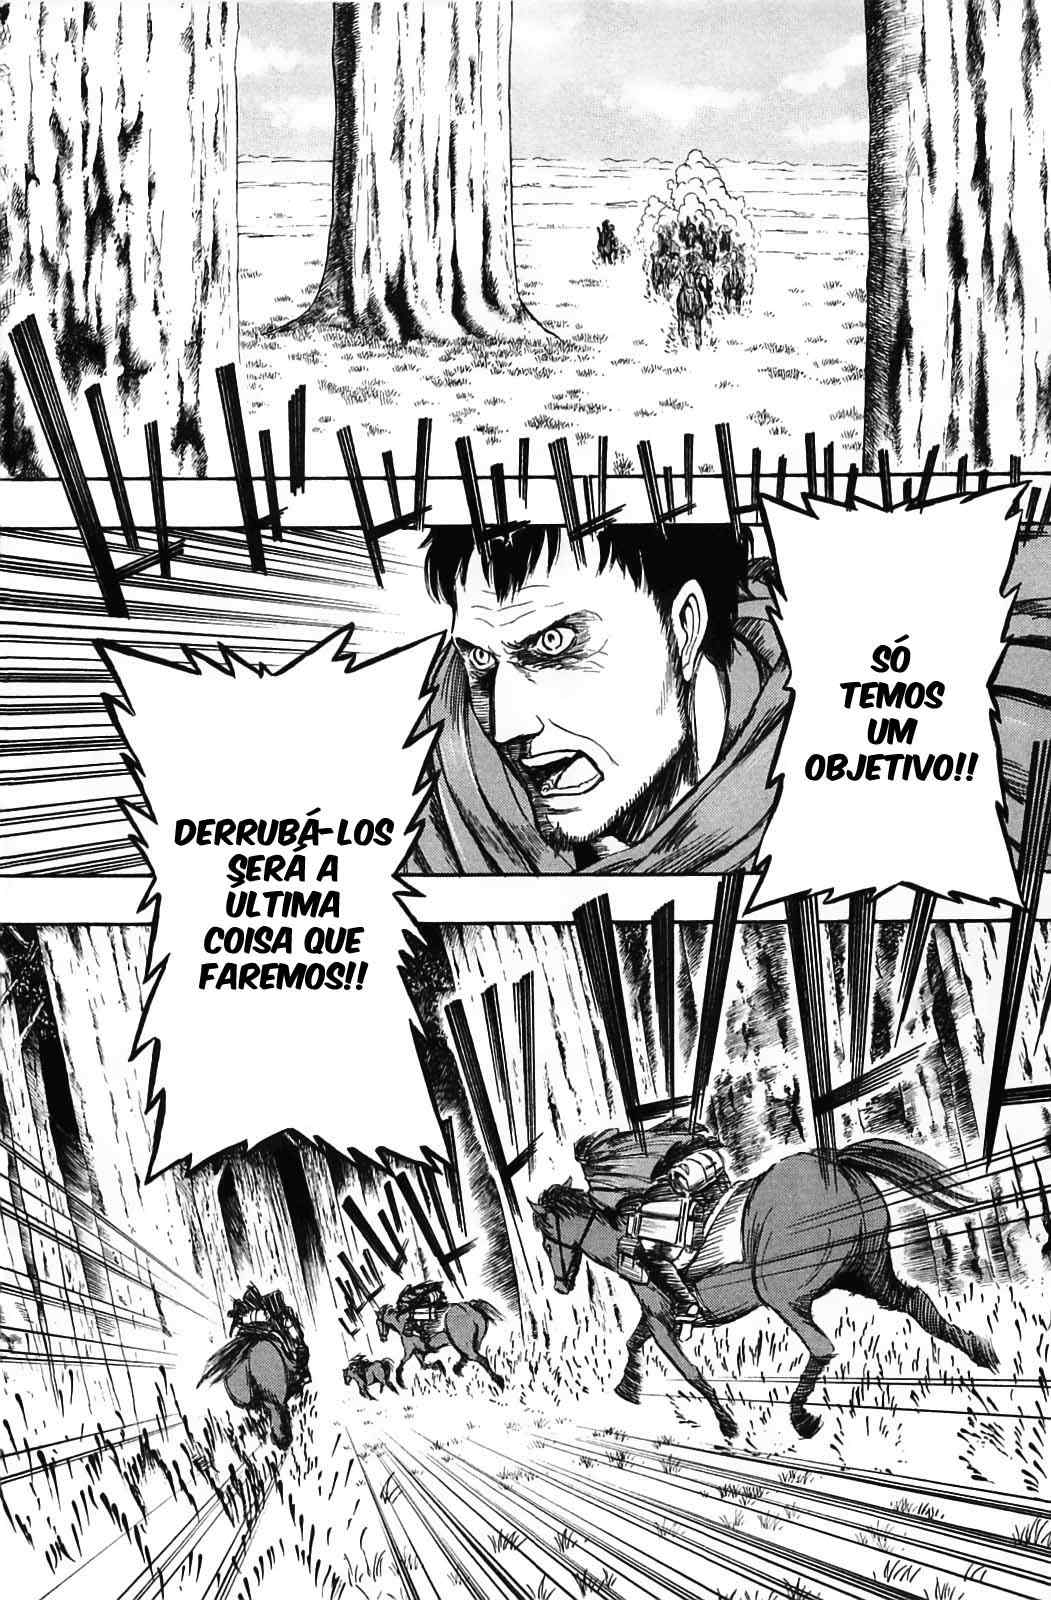 SÓ
TEMOS
UM
OBJETIVO!!
DERRUBÁ-LOS
SERÁ A
ÚLTIMA
COISA QUE
FAREMOS!!